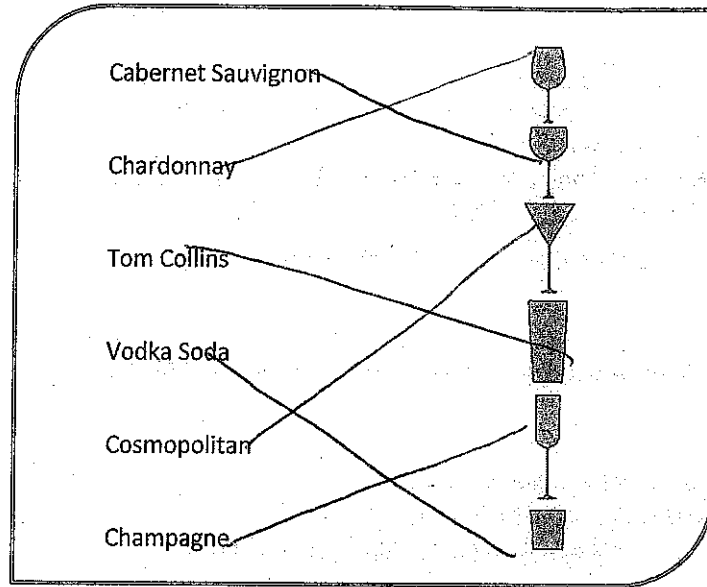 Cabernet Sauvignon
Chardonnay
Tom Collins
Vodka Soda
Cosmopolitan
Champagne